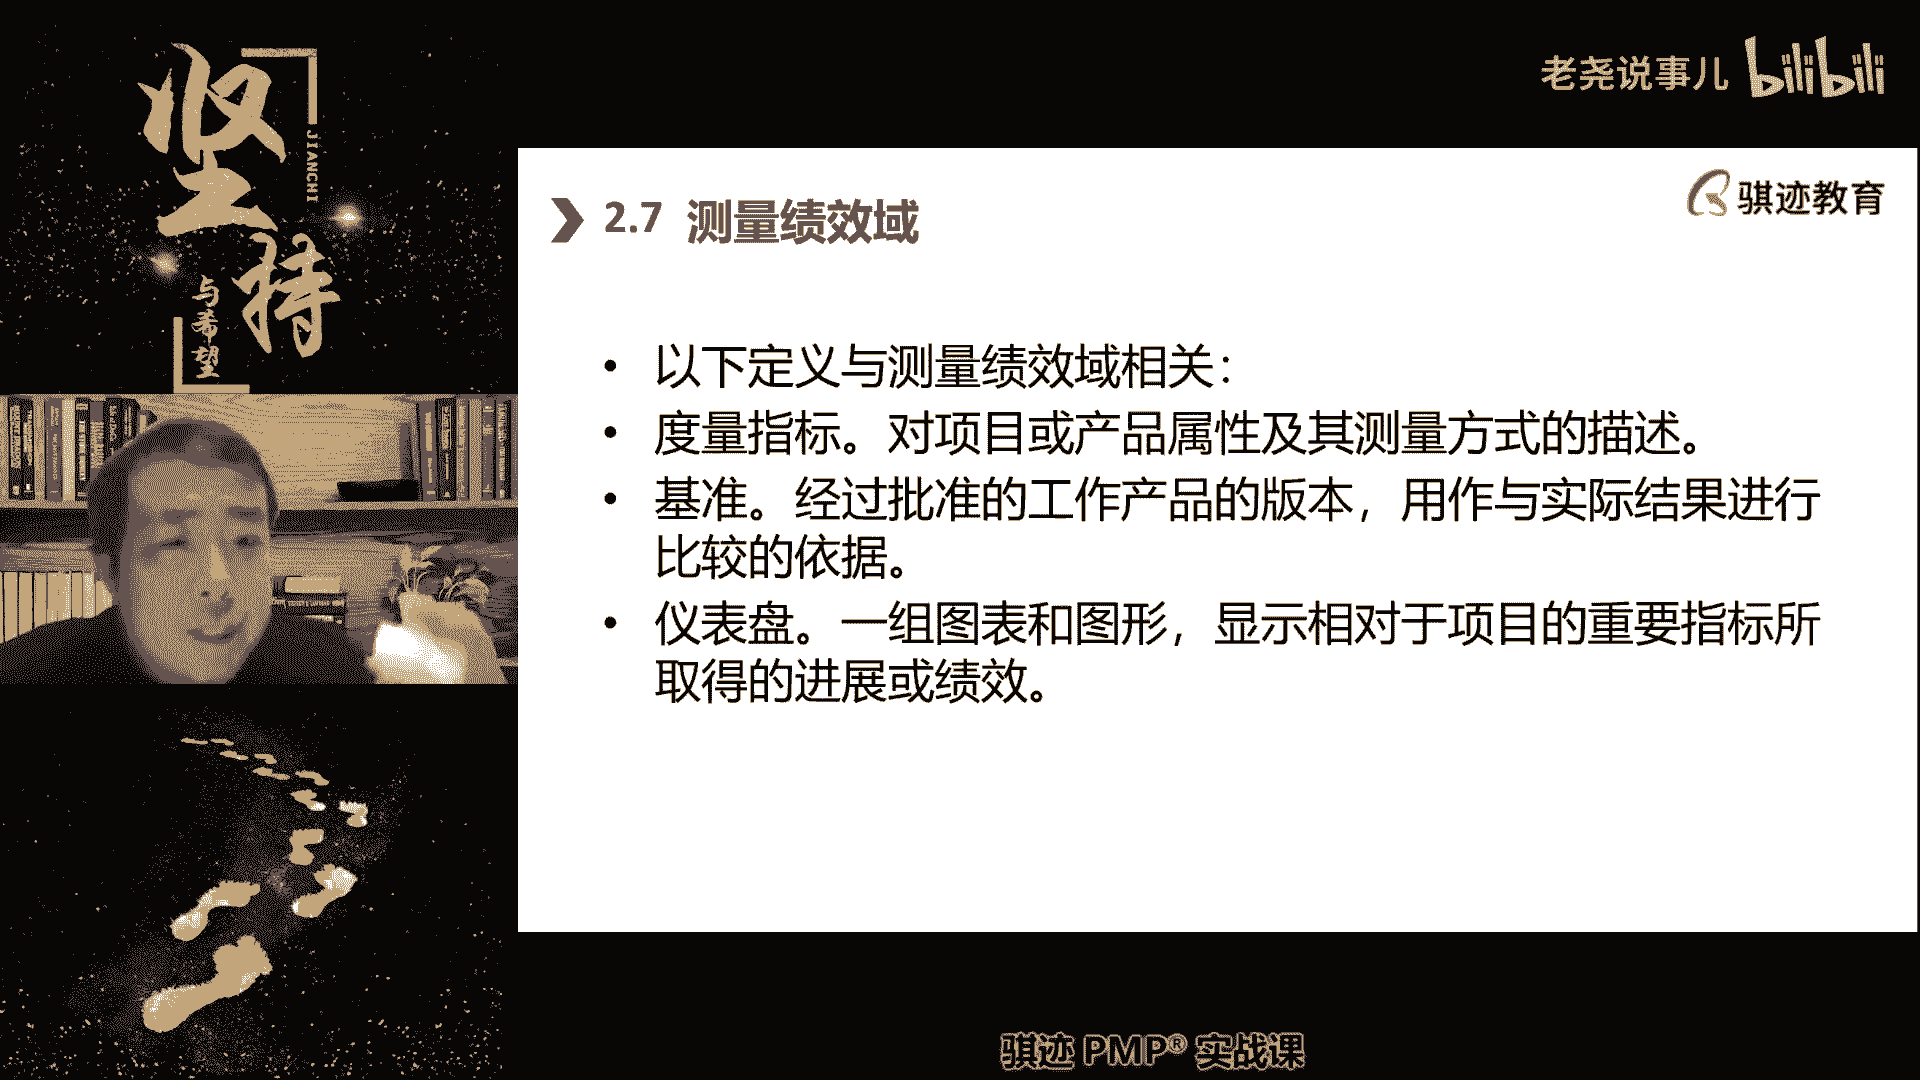 坚持
JIANCHI
与希望
老尧说事儿 bilibili
骐迹教育
2.7 测量绩效域
• 以下定义与测量绩效域相关：
• 度量指标。对项目或产品属性及其测量方式的描述。
• 基准。经过批准的工作产品的版本，用作与实际结果进行
比较的依据。
• 仪表盘。一组图表和图形，显示相对于项目的重要指标所
取得的进展或绩效。
骐迹 PMP® 实战课